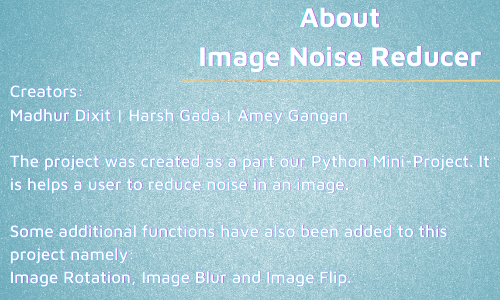 About
Image Noise Reducer
Creators:
Madhur Dixit | Harsh Gada | Amey Gangan
The project was created as a part our Python Mini-Project. It
is helps a user to reduce noise in an image.
Some additional functions have also been added to this
project namely:
Image Rotation, Image Blur and Image Flip.